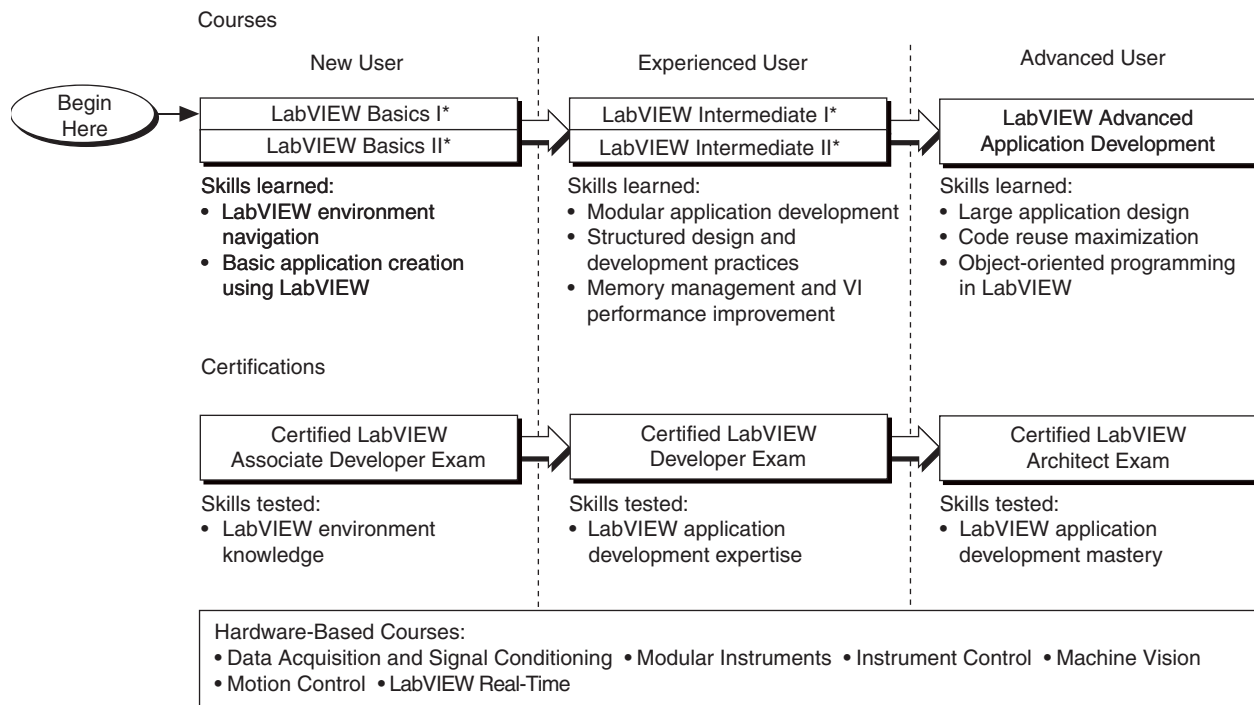 Courses
New User
Experienced User
Advanced User
Begin
Here
LabVIEW Basics I*
LabVIEW Basics II*
LabVIEW Intermediate I*
LabVIEW Intermediate II*
LabVIEW Advanced
Application Development
Skills learned:
• LabVIEW environment
navigation
• Basic application creation
using LabVIEW
Skills learned:
• Modular application development
• Structured design and
development practices
• Memory management and VI
performance improvement
Skills learned:
• Large application design
• Code reuse maximization
• Object-oriented programming
in LabVIEW
Certifications
Certified LabVIEW
Associate Developer Exam
Certified LabVIEW
Developer Exam
Certified LabVIEW
Architect Exam
Skills tested:
• LabVIEW environment
knowledge
Skills tested:
• LabVIEW application
development expertise
Skills tested:
• LabVIEW application
development mastery
Hardware-Based Courses:
• Data Acquisition and Signal Conditioning • Modular Instruments • Instrument Control • Machine Vision
• Motion Control • LabVIEW Real-Time